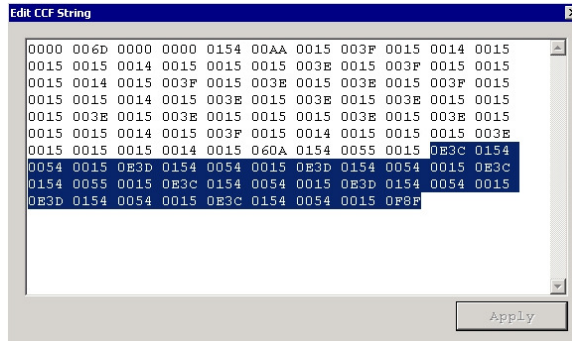 Edit CCF String
0000 006D 0000 0000 0154 00AA 0015 003F 0015 0014 0015
0015 0015 0014 0015 0015 0015 003E 0015 003F 0015 0015
0015 0014 0015 003F 0015 003E 0015 003E 0015 003F 0015
0015 0015 0014 0015 003E 0015 003E 0015 003E 0015 0015
0015 003E 0015 003E 0015 0015 0015 003E 0015 003E 0015
0015 0015 0014 0015 003F 0015 0014 0015 0015 0015 003E
0015 0015 0015 0014 0015 060A 0154 0055 0015 0E3C 0154
0054 0015 0E3D 0154 0054 0015 0E3D 0154 0054 0015 0E3C
0154 0055 0015 0E3C 0154 0054 0015 0E3D 0154 0054 0015
0E3D 0154 0054 0015 0E3C 0154 0054 0015 0F8F
Apply